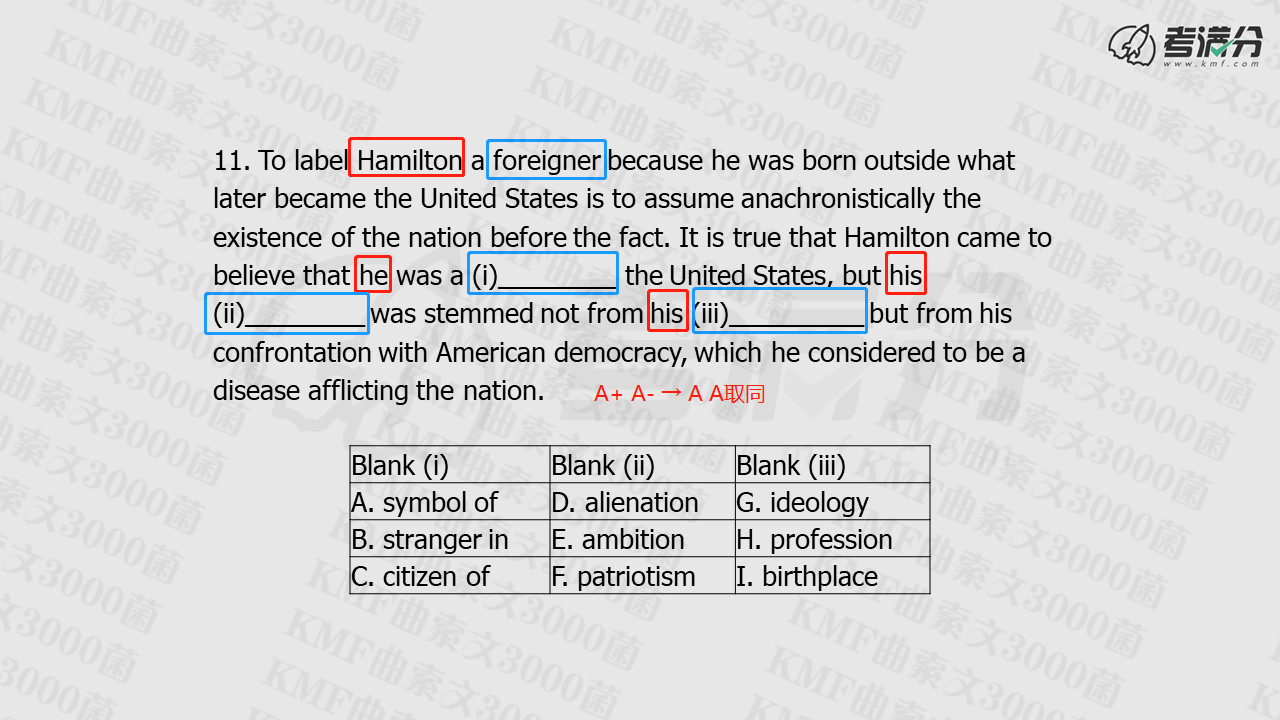 考满分
www.kmf.com
11. To label Hamilton a foreigner because he was born outside what
later became the United States is to assume anachronistically the
existence of the nation before the fact. It is true that Hamilton came to
believe that he was a (i)_________ the United States, but his
(ii)_________ was stemmed not from his (iii)__________ but from his
confrontation with American democracy, which he considered to be a
disease afflicting the nation.
A+ A- → A A取同
Blank (i) Blank (ii) Blank (iii)
A. symbol of D. alienation G. ideology
B. stranger in E. ambition H. profession
C. citizen of F. patriotism I. birthplace
KMF曲索文3000菌